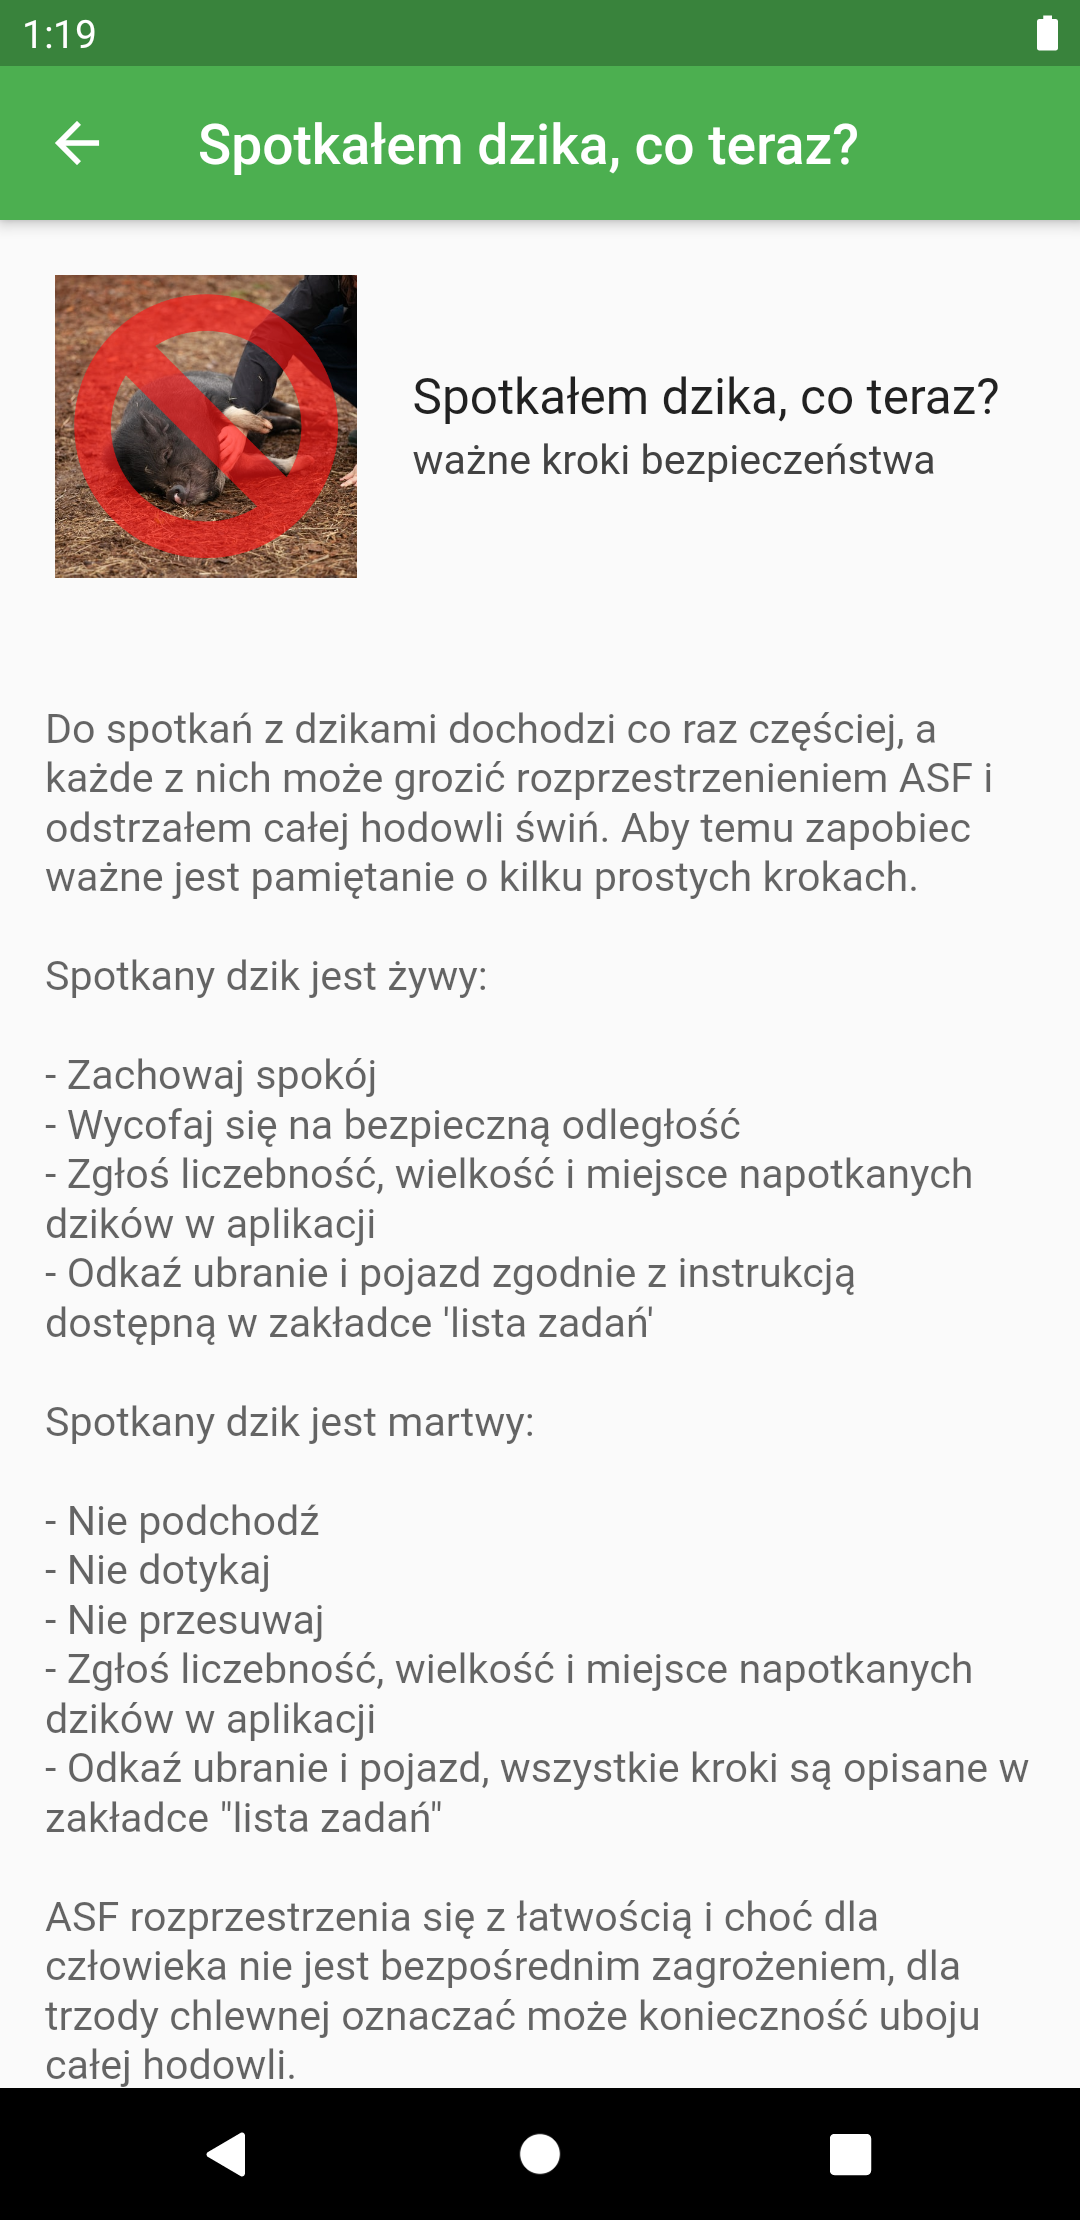 1:19
Spotkałem dzika, co teraz?
Spotkałem dzika, co teraz?
ważne kroki bezpieczeństwa
Do spotkań z dzikami dochodzi co raz częściej, a
każde z nich może grozić rozprzestrzenieniem ASF i
odstrzałem całej hodowli świń. Aby temu zapobiec
ważne jest pamiętanie o kilku prostych krokach.
Spotkany dzik jest żywy:
- Zachowaj spokój
- Wycofaj się na bezpieczną odległość
- Zgłoś liczebność, wielkość i miejsce napotkanych
dzików w aplikacji
- Odkaź ubranie i pojazd zgodnie z instrukcją
dostępną w zakładce 'lista zadań'
Spotkany dzik jest martwy:
- Nie podchodź
- Nie dotykaj
- Nie przesuwaj
- Zgłoś liczebność, wielkość i miejsce napotkanych
dzików w aplikacji
- Odkaź ubranie i pojazd, wszystkie kroki są opisane w
zakładce "lista zadań"
ASF rozprzestrzenia się z łatwością i choć dla
człowieka nie jest bezpośrednim zagrożeniem, dla
trzody chlewnej oznaczać może konieczność uboju
całej hodowli.